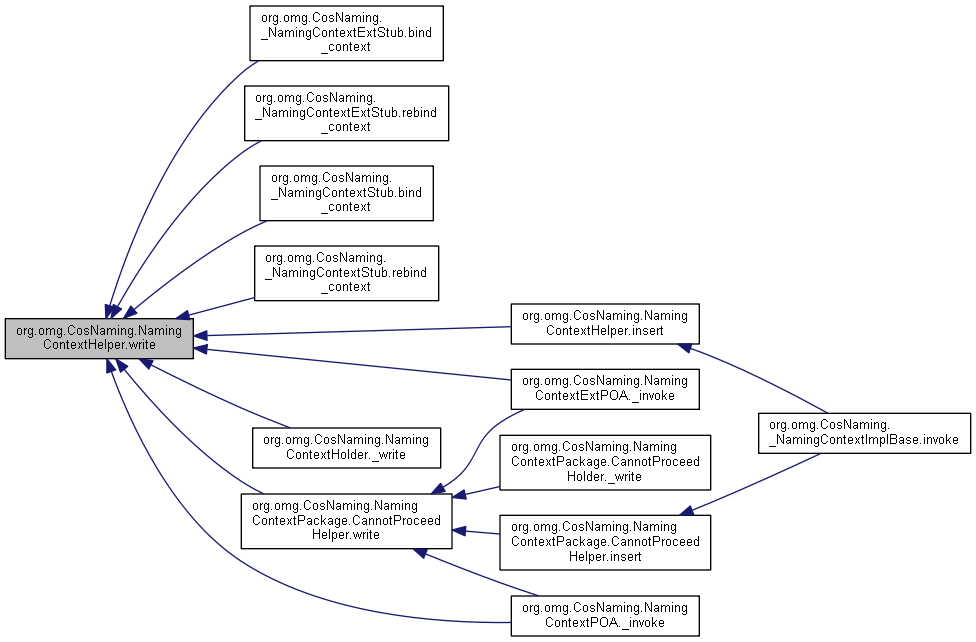 org.omg.CosNaming.
_NamingContextExtStub.bind
_context
org.omg.CosNaming.
_NamingContextExtStub.rebind
_context
org.omg.CosNaming.
_NamingContextStub.bind
_context
org.omg.CosNaming.
_NamingContextStub.rebind
_context
org.omg.CosNaming.Naming
ContextHelper.write
org.omg.CosNaming.Naming
ContextHelper.insert
org.omg.CosNaming.Naming
ContextExtPOA._invoke
org.omg.CosNaming.
_NamingContextImplBase.invoke
org.omg.CosNaming.Naming
ContextHolder._write
org.omg.CosNaming.Naming
ContextPackage.CannotProceed
Holder._write
org.omg.CosNaming.Naming
ContextPackage.CannotProceed
Helper.write
org.omg.CosNaming.Naming
ContextPackage.CannotProceed
Helper.insert
org.omg.CosNaming.Naming
ContextPOA._invoke